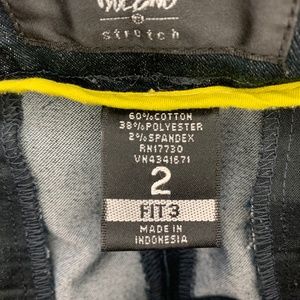 stretch
60%COTTON
38%POLYESTER
2%SPANDEX
RN17730
VN4341671
2
FIT 3
MADE IN
INDONESIA